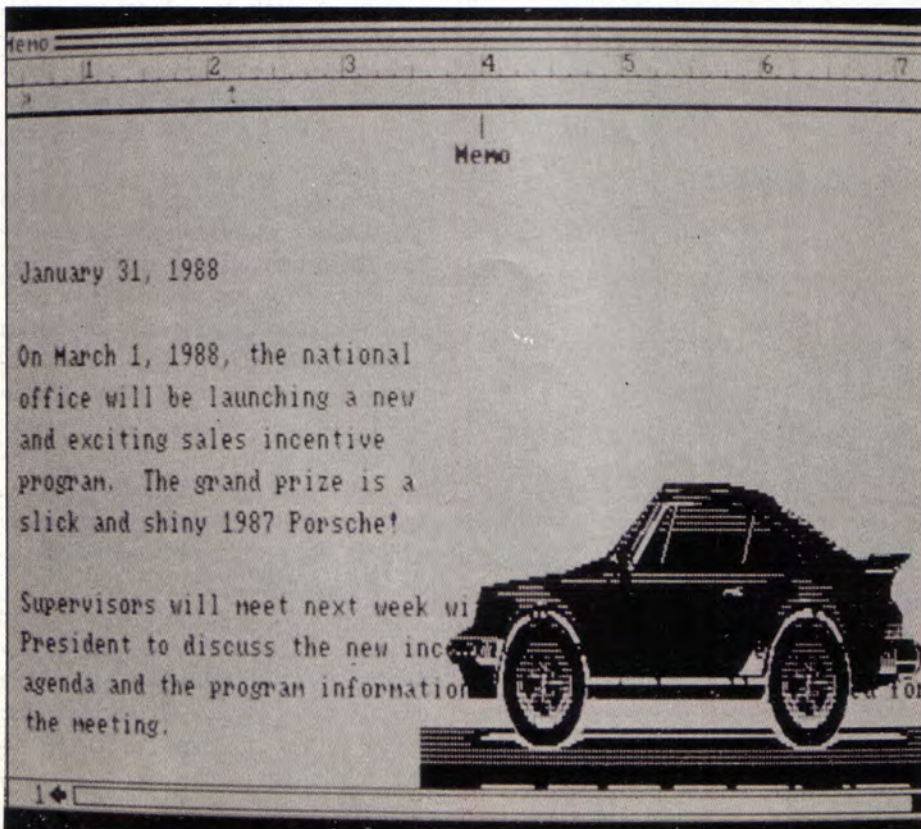 Memo
1 2 3 4 5 6 7
Memo
January 31, 1988
On March 1, 1988, the national
office will be launching a new
and exciting sales incentive
program. The grand prize is a
slick and shiny 1987 Porsche!
Supervisors will meet next week
President to discuss the new
agenda and the program information for
the meeting.
1